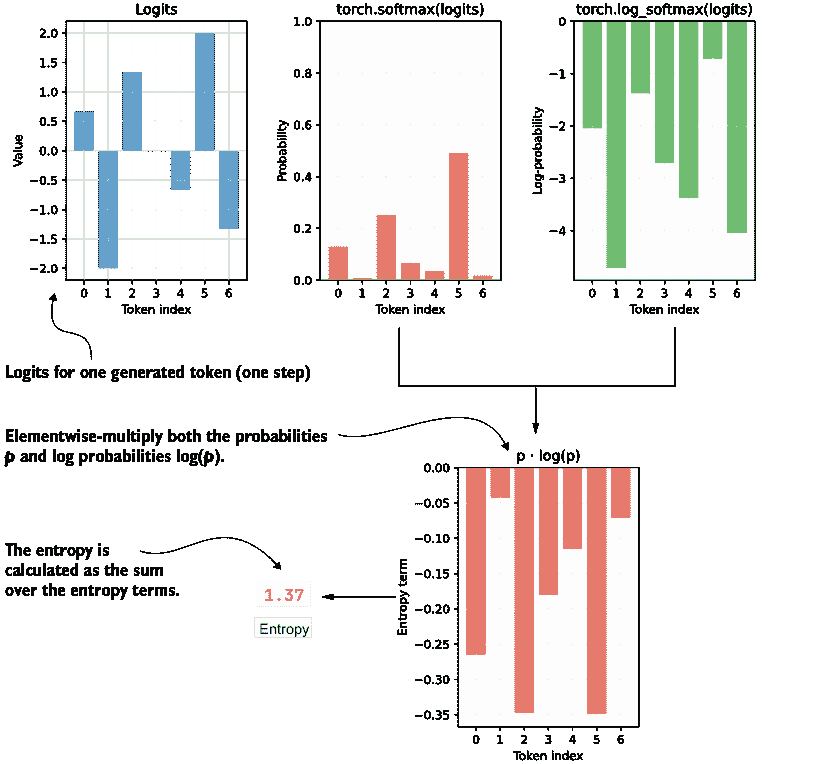 Logits
2.0
1.5
1.0
0.5
0.0
−0.5
−1.0
−1.5
−2.0
Value
0 1 2 3 4 5 6
Token index
torch.softmax(logits)
1.0
0.8
0.6
0.4
0.2
0.0
Probability
0 1 2 3 4 5 6
Token index
torch.log_softmax(logits)
0
−1
−2
−3
−4
Log-probability
0 1 2 3 4 5 6
Token index
Logits for one generated token (one step)
Elementwise-multiply both the probabilities
p and log probabilities log(p).
p · log(p)
0.00
−0.05
−0.10
−0.15
−0.20
−0.25
−0.30
−0.35
Entropy term
0 1 2 3 4 5 6
Token index
The entropy is
calculated as the sum
over the entropy terms.
1.37
Entropy